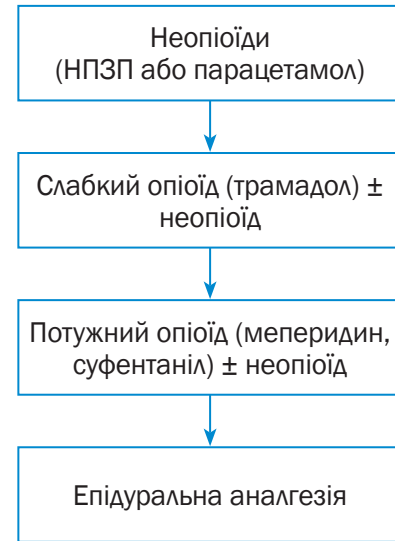 Неопіоїди
(НПЗП або парацетамол)
Слабкий опіоїд (трамадол) ±
неопіоїд
Потужний опіоїд (меперидин,
суфентаніл) ± неопіоїд
Епідуральна аналгезія